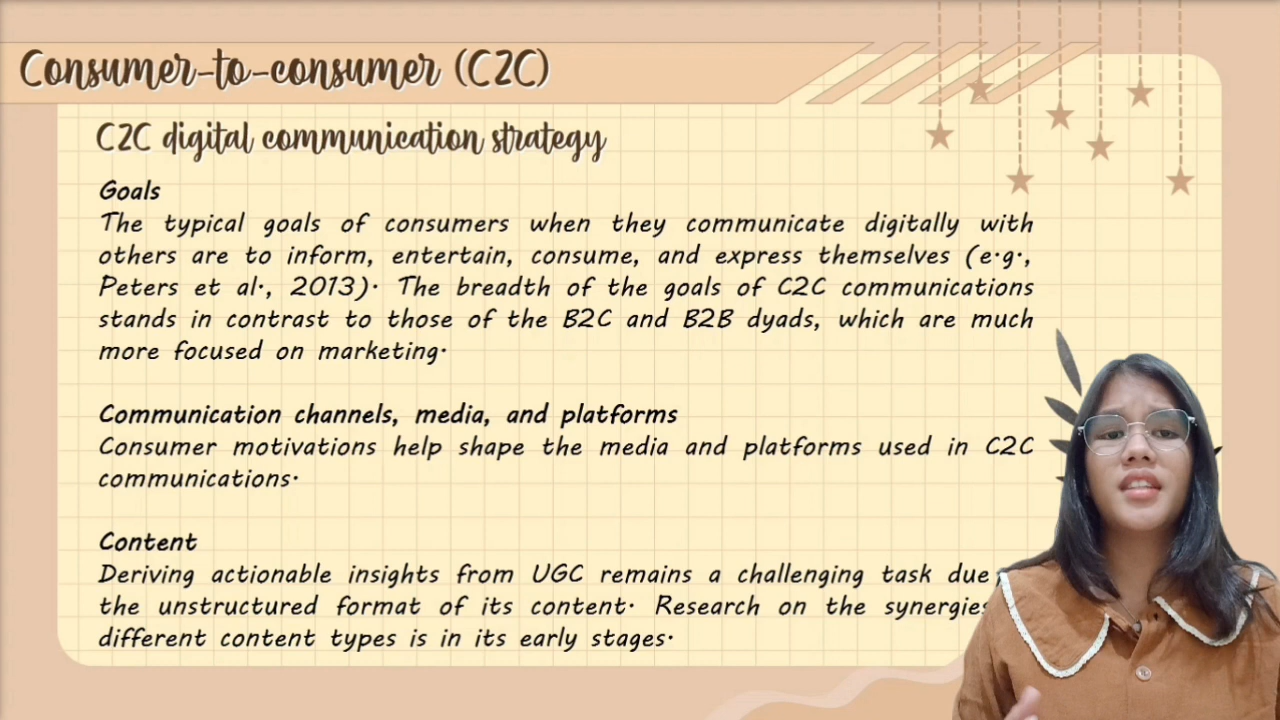 Consumer-to-consumer (C2C)
C2C digital communication strategy
Goals
The typical goals of consumers when they communicate digitally with
others are to inform, entertain, consume, and express themselves (e.g.,
Peters et al., 2013). The breadth of the goals of C2C communications
stands in contrast to those of the B2C and B2B dyads, which are much
more focused on marketing.
Communication channels, media, and platforms
Consumer motivations help shape the media and platforms used in C2C
communications.
Content
Deriving actionable insights from UGC remains a challenging task due
the unstructured format of its content. Research on the synergies
different content types is in its early stages.